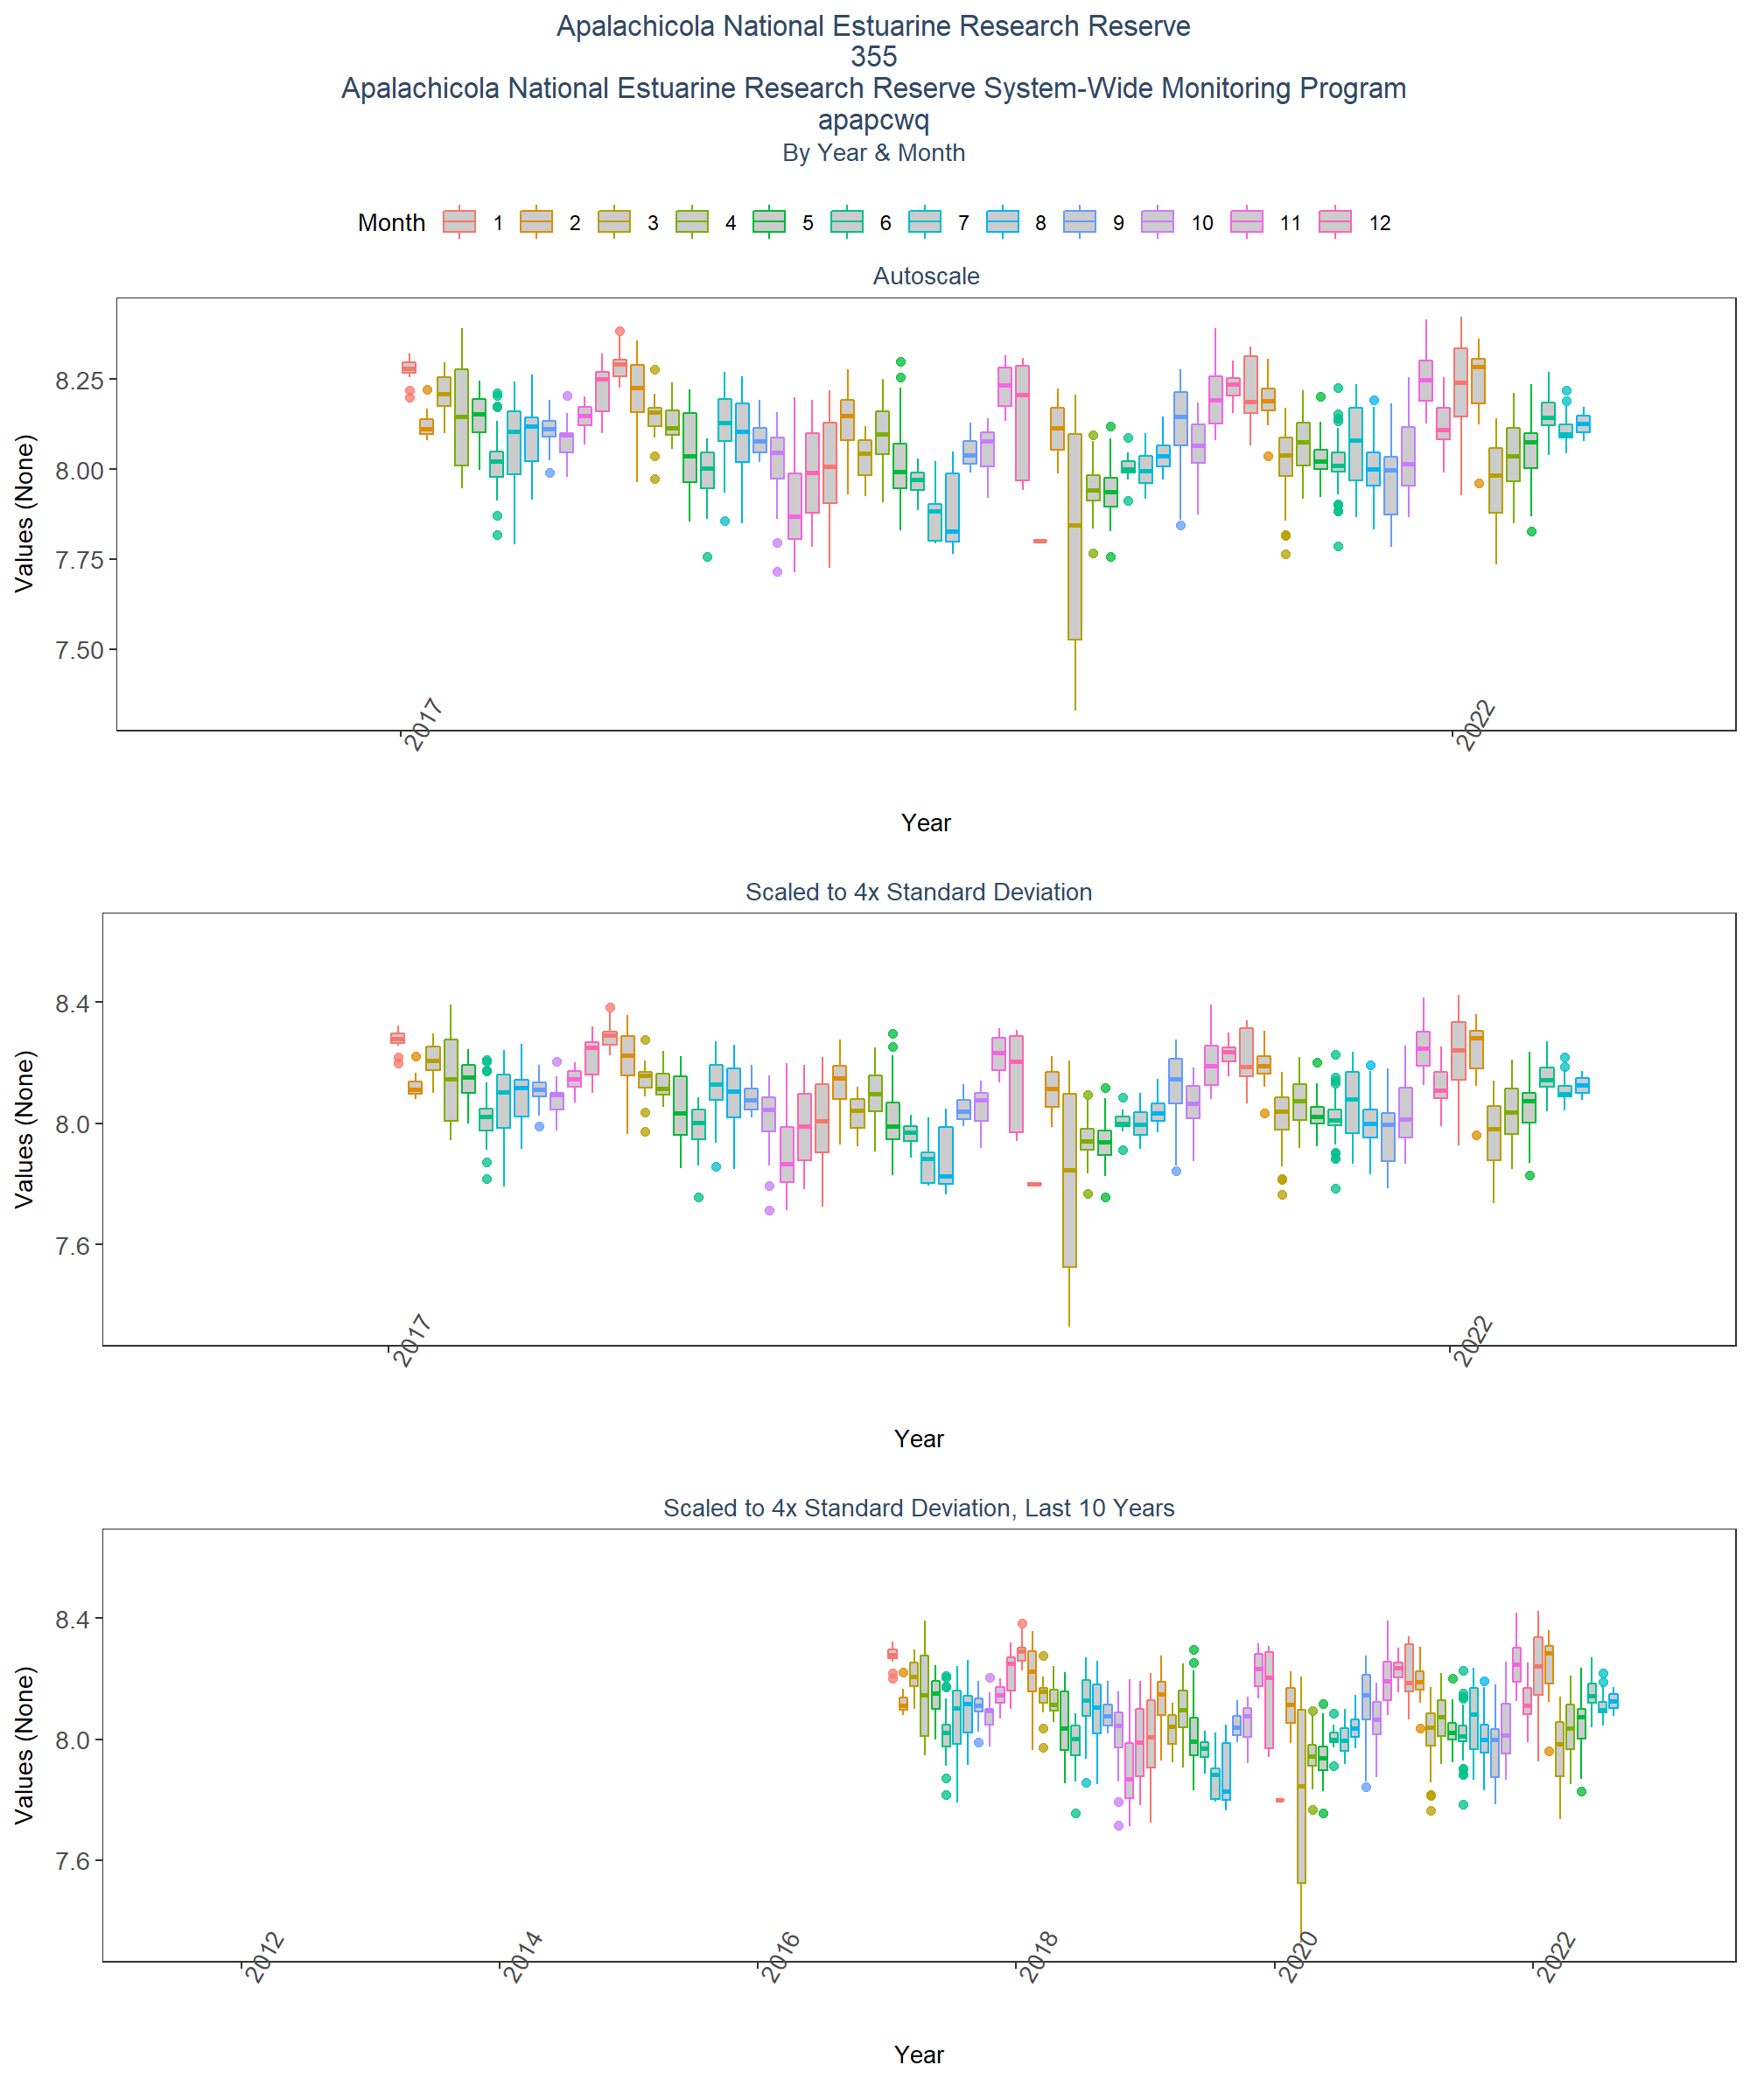 Apalachicola National Estuarine Research Reserve
355
Apalachicola National Estuarine Research Reserve System-Wide Monitoring Program
apapcwq
By Year & Month
Month 1 2 3 4 5 6 7 8 9 10 11 12
Autoscale
Values (None)
8.25
8.00
7.75
7.50
2017 2022
Year
Scaled to 4x Standard Deviation
Values (None)
8.4
8.0
7.6
2017 2022
Year
Scaled to 4x Standard Deviation, Last 10 Years
Values (None)
8.4
8.0
7.6
2012 2014 2016 2018 2020 2022
Year